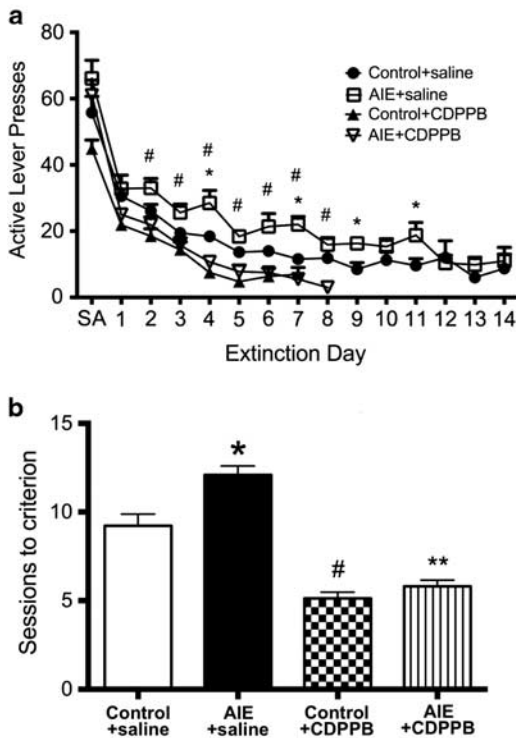 a
80
60
40
20
0
Active Lever Presses
Control+saline
AIE+saline
Control+CDPPB
AIE+CDPPB
# # # * # # # * # * *
SA 1 2 3 4 5 6 7 8 9 10 11 12 13 14
Extinction Day
b
15
10
5
0
Sessions to criterion
*
#
**
Control +saline
AIE +saline
Control +CDPPB
AIE +CDPPB